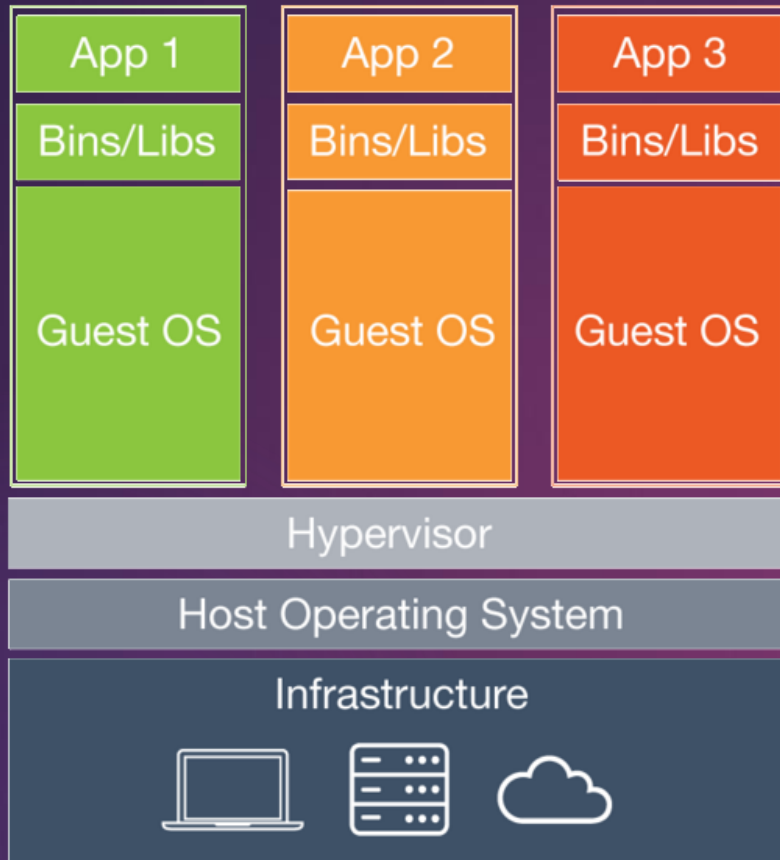 App 1
App 2
App 3
Bins/Libs
Bins/Libs
Bins/Libs
Guest OS
Guest OS
Guest OS
Hypervisor
Host Operating System
Infrastructure